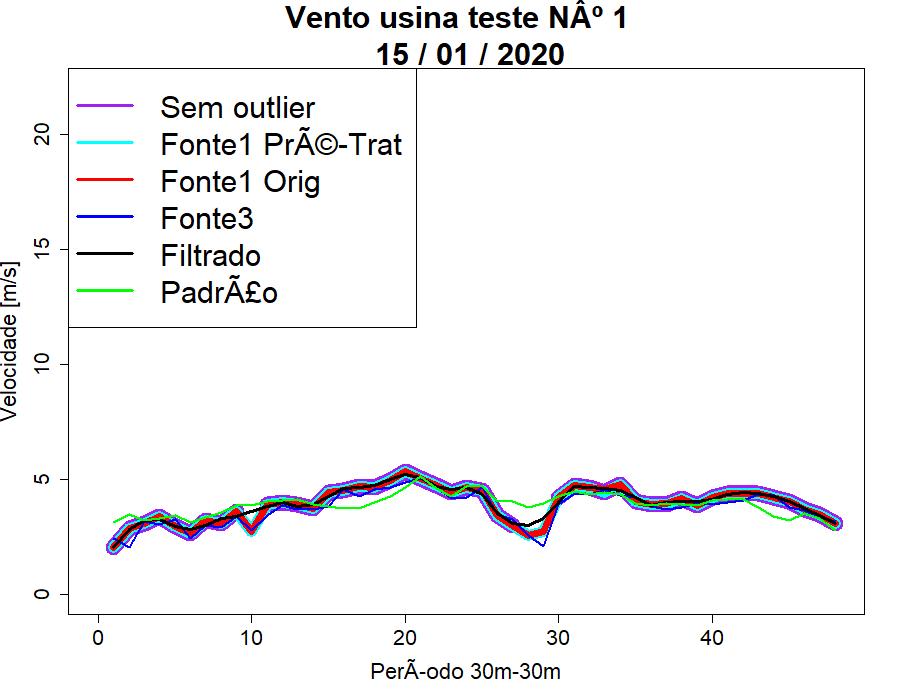 Vento usina teste NÂº 1
15 / 01 / 2020
Sem outlier
Fonte1 PrÃ©-Trat
Fonte1 Orig
Fonte3
Filtrado
PadrÃ£o
Velocidade [m/s]
20
15
10
5
0
0 10 20 30 40
PerÃ-odo 30m-30m